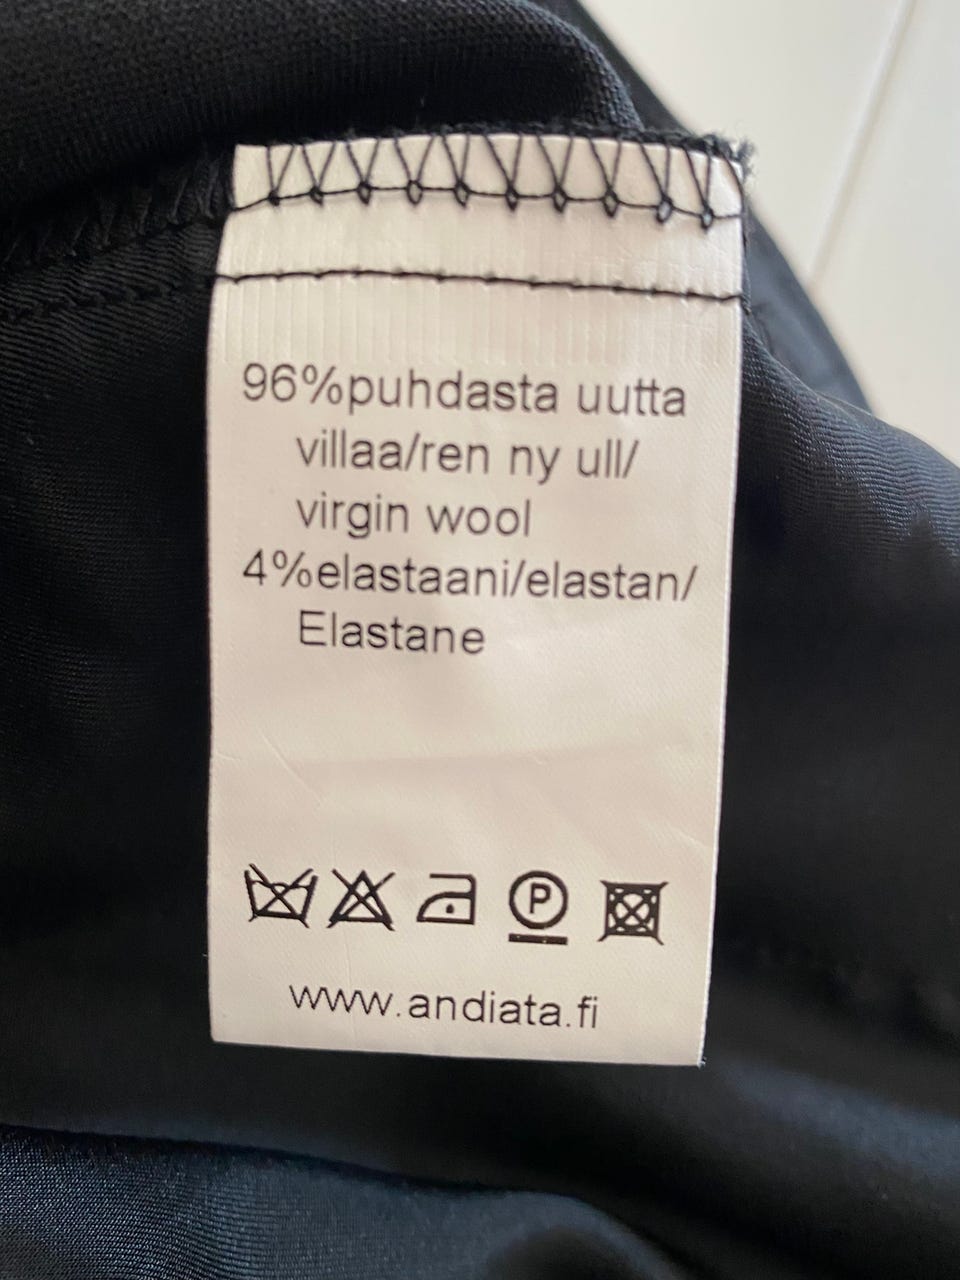 96%puhdasta uutta
villaa/ren ny ull/
virgin wool
4%elastaani/elastan/
Elastane
P
www.andiata.fi